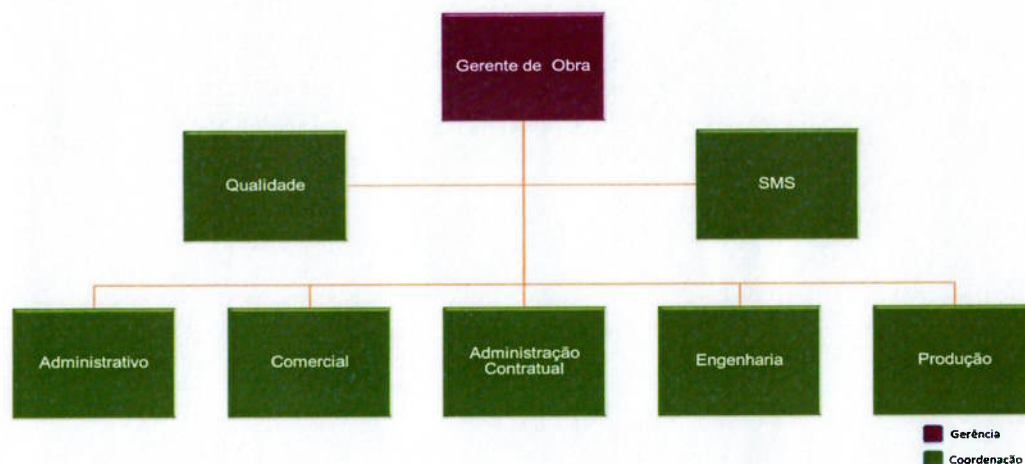 Gerente de Obra
Qualidade
SMS
Administrativo
Comercial
Administração
Contratual
Engenharia
Produção
Gerência
Coordenação